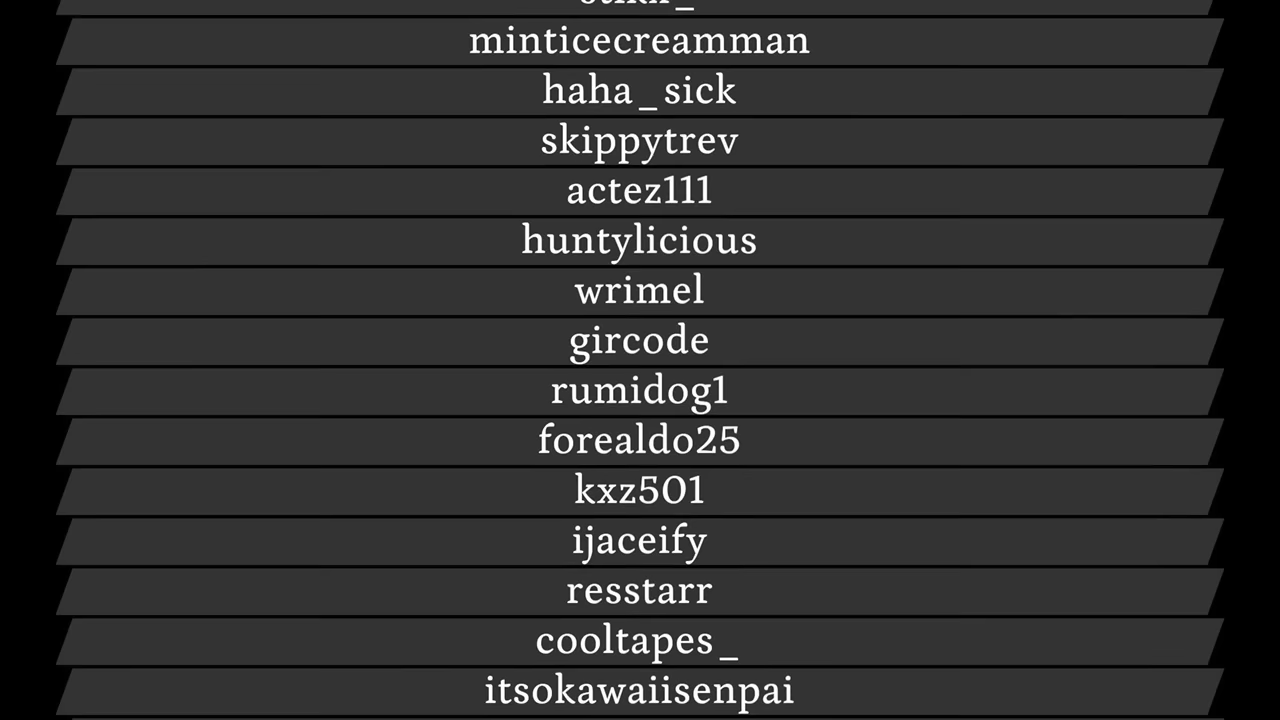 minticecreamman
haha_sick
skippytrev
actez111
huntylicious
wrimel
gircode
rumidog1
forealdo25
kxz501
ijaceify
resstarr
cooltapes_
itsokawaiisenpai